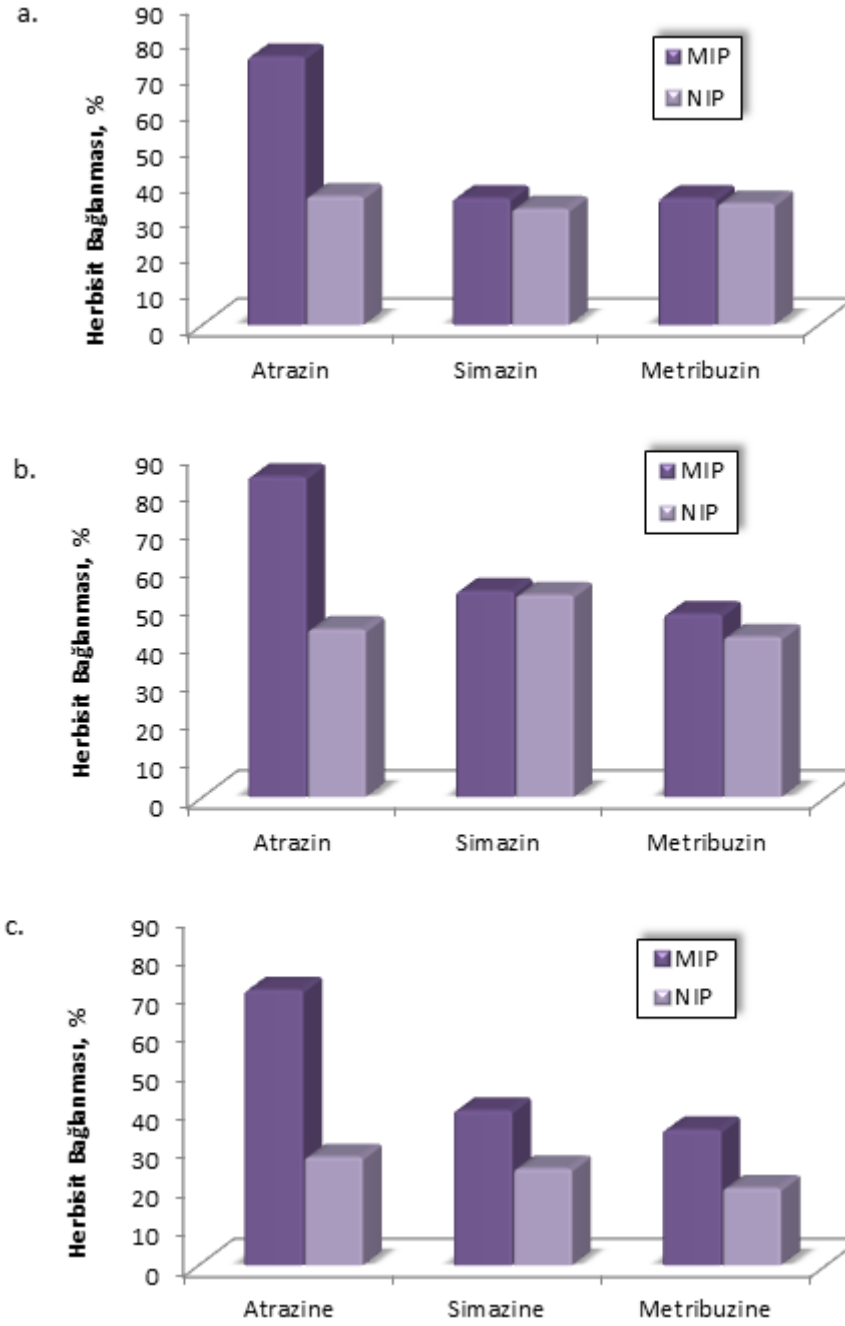 a.
Herbisit Bağlanması, %
90
80
70
60
50
40
30
20
10
0
MIP
NIP
Atrazin Simazin Metribuzin
b.
Herbisit Bağlanması, %
90
80
70
60
50
40
30
20
10
0
MIP
NIP
Atrazin Simazin Metribuzin
c.
Herbisit Bağlanması, %
90
80
70
60
50
40
30
20
10
0
MIP
NIP
Atrazine Simazine Metribuzine